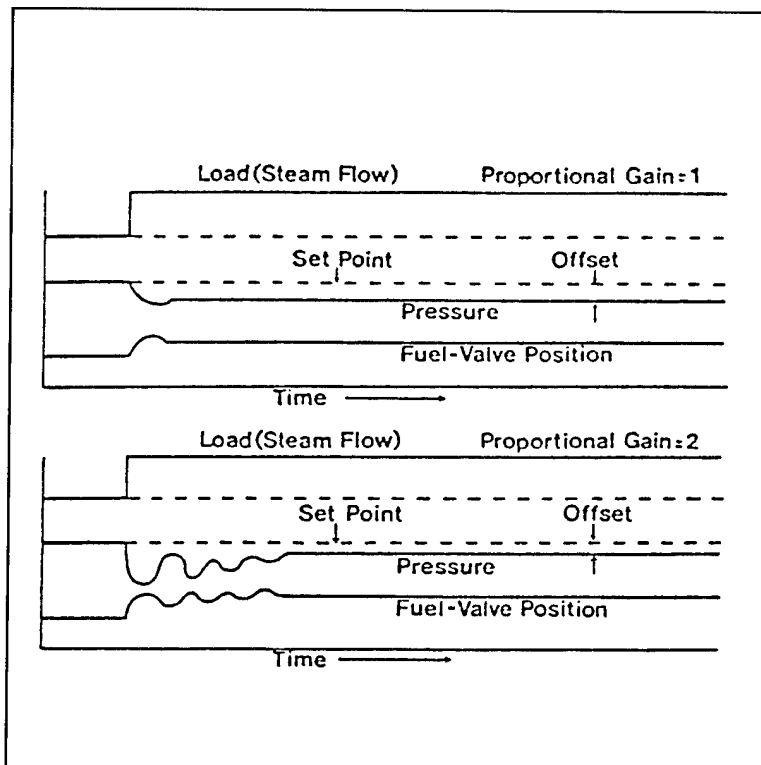 Load(Steam Flow) Proportional Gain=1
Set Point Offset
Pressure
Fuel-Valve Position
Time
Load(Steam Flow) Proportional Gain=2
Set Point Offset
Pressure
Fuel-Valve Position
Time